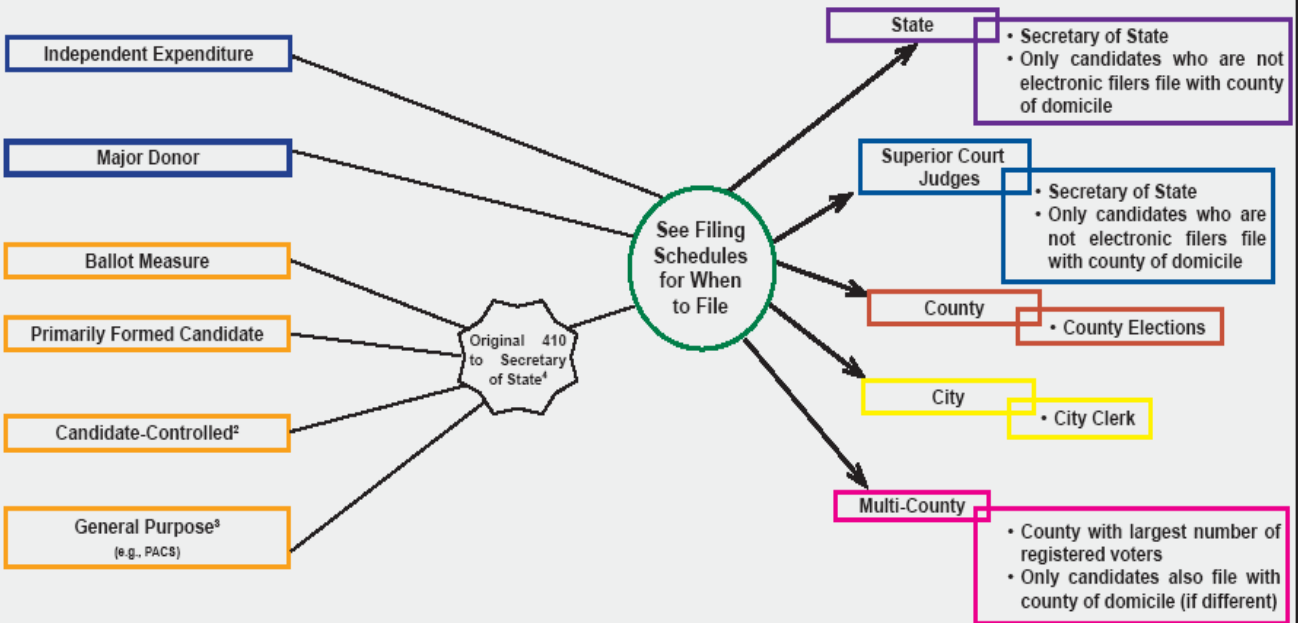 Independent Expenditure
Major Donor
Ballot Measure
Primarily Formed Candidate
Candidate-Controlled²
General Purpose³
(e.g., PACS)
Original 410
to Secretary
of State⁴
See Filing
Schedules
for When
to File
State
• Secretary of State
• Only candidates who are not
electronic filers file with county
of domicile
Superior Court
Judges
• Secretary of State
• Only candidates who are
not electronic filers file
with county of domicile
County
• County Elections
City
• City Clerk
Multi-County
• County with largest number of
registered voters
• Only candidates also file with
county of domicile (if different)